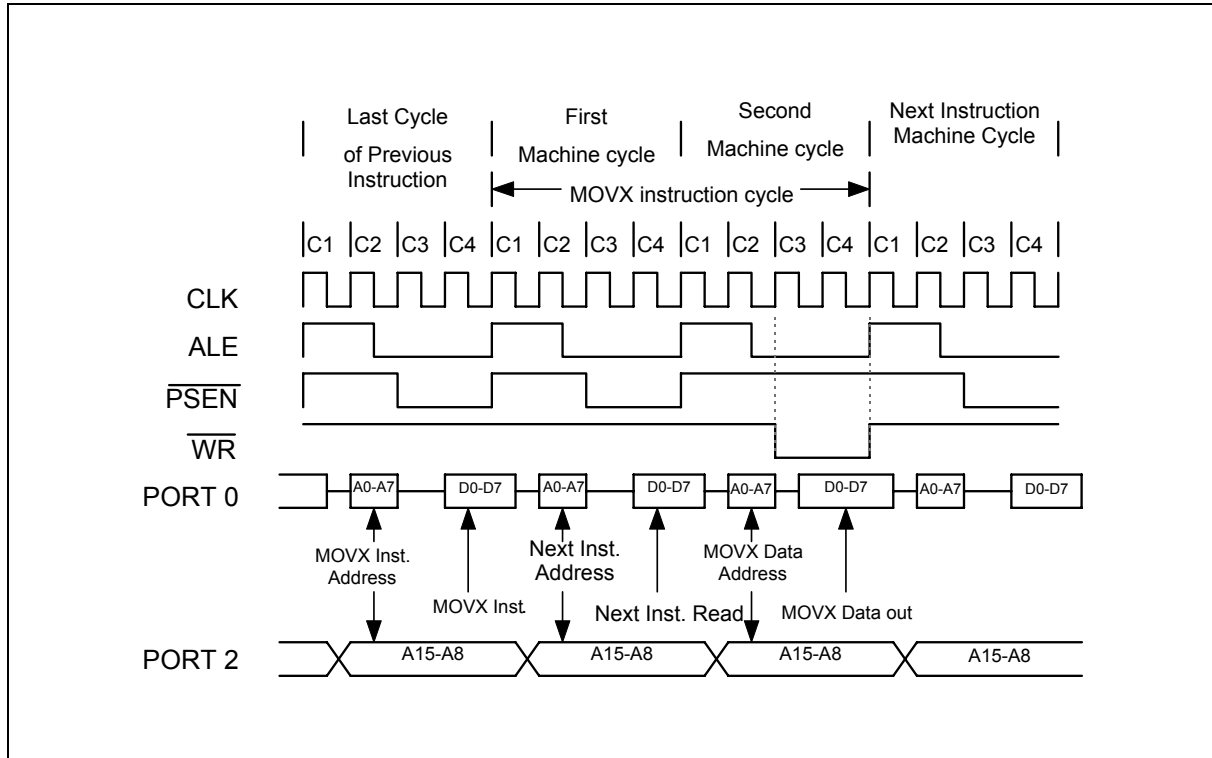 Last Cycle
of Previous
Instruction
First
Machine cycle
Second
Machine cycle
Next Instruction
Machine Cycle
MOVX instruction cycle
C1 C2 C3 C4 C1 C2 C3 C4 C1 C2 C3 C4 C1 C2 C3 C4
CLK
ALE
PSEN
WR
PORT 0
A0-A7 D0-D7 A0-A7 D0-D7 A0-A7 D0-D7 A0-A7 D0-D7
MOVX Inst.
Address
MOVX Inst.
Next Inst.
Address
Next Inst. Read
MOVX Data
Address
MOVX Data out
PORT 2
A15-A8 A15-A8 A15-A8 A15-A8